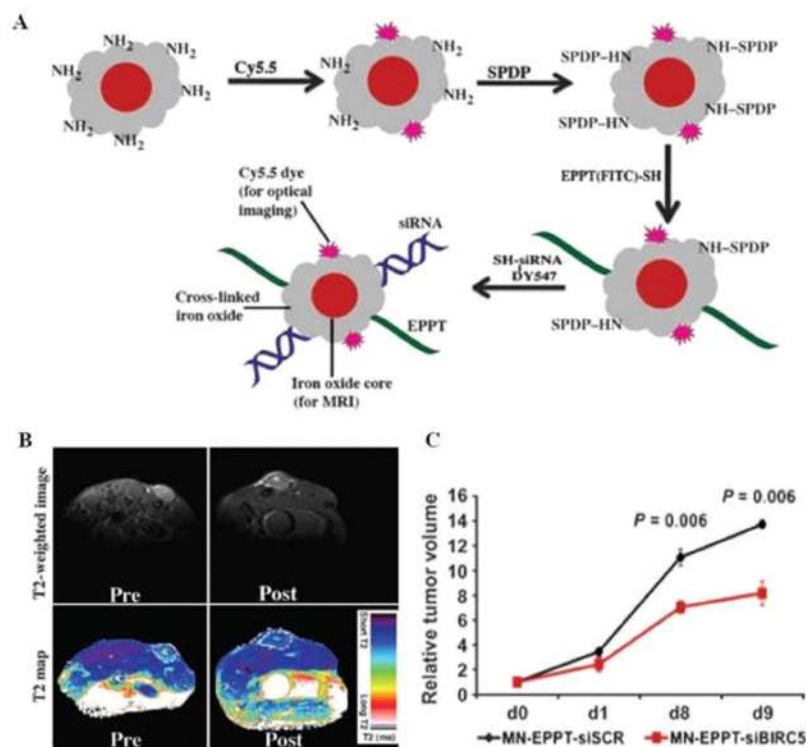 A
NH2
NH2
NH2
NH2
NH2
NH2
NH2
Cy5.5
NH2
NH2
NH2
NH2
SPDP
SPDP–HN
NH–SPDP
NH–SPDP
SPDP–HN
EPPT(FITC)-SH
NH–SPDP
SPDP–HN
SH-siRNA
DY547
Cy5.5 dye
(for optical
imaging)
siRNA
Cross-linked
iron oxide
EPPT
Iron oxide core
(for MRI)
B
T2-weighted image
Pre
Post
T2 map
Pre
Post
Short T2
Long T2
T2 (ms)
C
Relative tumor volume
16
14
12
10
8
6
4
2
0
P = 0.006
P = 0.006
d0
d1
d8
d9
MN-EPPT-siSCR
MN-EPPT-siBIRC5